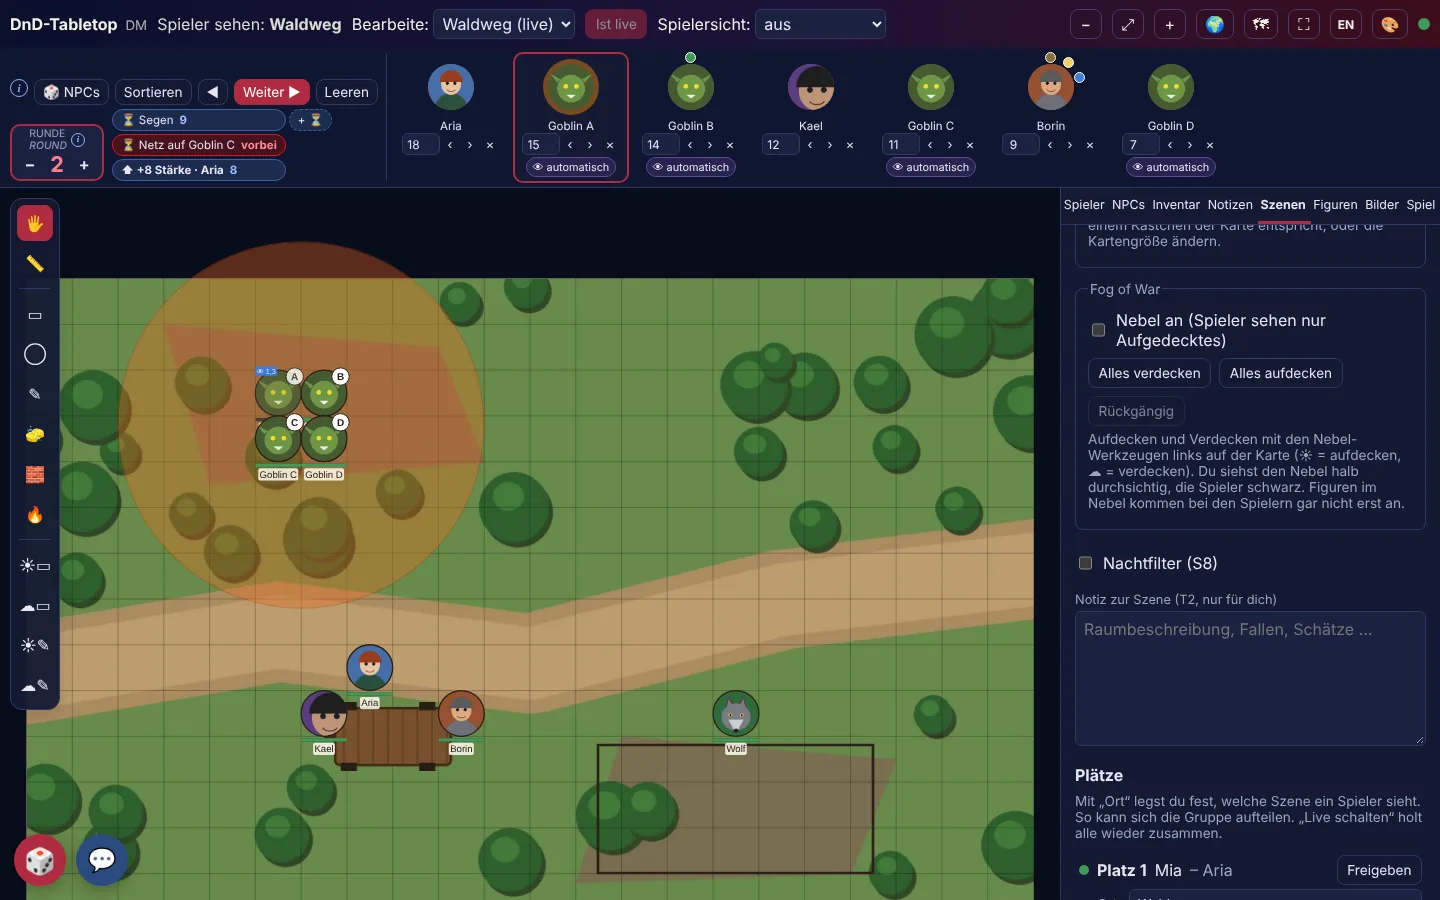 DnD-Tabletop DM Spieler sehen: Waldweg Bearbeite: Waldweg (live) Ist live Spielersicht: aus − + EN
i NPCs Sortieren ◀ Weiter ▶ Leeren
RUNDE
ROUND i
− 2 +
Segen 9 +
Netz auf Goblin C vorbei
+8 Stärke · Aria 8
Aria
18 ‹ › ×
Goblin A
15 ‹ › ×
automatisch
Goblin B
14 ‹ › ×
automatisch
Kael
12 ‹ › ×
Goblin C
11 ‹ › ×
automatisch
Borin
9 ‹ › ×
Goblin D
7 ‹ › ×
automatisch
1,3 A B
C D
Goblin C Goblin D
Aria
Kael Borin Wolf
Spieler NPCs Inventar Notizen Szenen Figuren Bilder Spiel
einem Kästchen der Karte entspricht, oder die
Kartengröße ändern.
Fog of War
Nebel an (Spieler sehen nur
Aufgedecktes)
Alles verdecken Alles aufdecken
Rückgängig
Aufdecken und Verdecken mit den Nebel-
Werkzeugen links auf der Karte (☀ = aufdecken,
☁ = verdecken). Du siehst den Nebel halb
durchsichtig, die Spieler schwarz. Figuren im
Nebel kommen bei den Spielern gar nicht erst an.
Nachtfilter (S8)
Notiz zur Szene (T2, nur für dich)
Raumbeschreibung, Fallen, Schätze ...
Plätze
Mit „Ort“ legst du fest, welche Szene ein Spieler sieht.
So kann sich die Gruppe aufteilen. „Live schalten“ holt
alle wieder zusammen.
Platz 1 Mia – Aria Freigeben